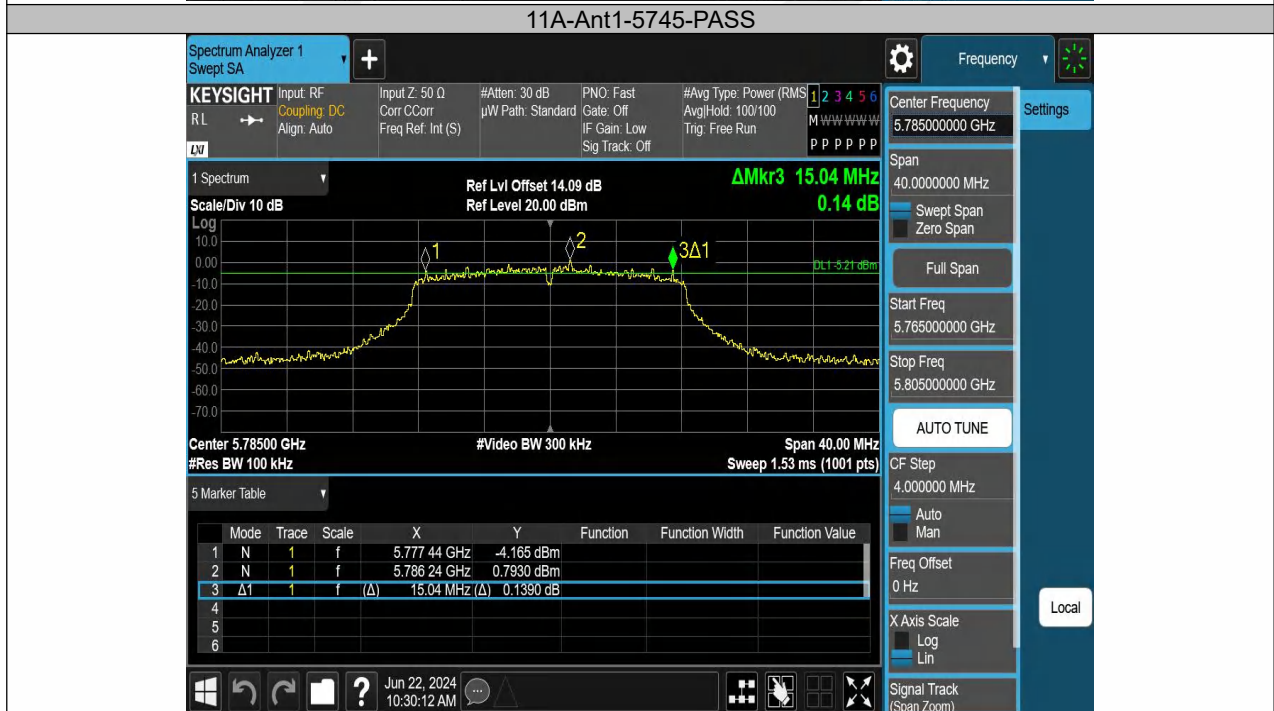 11A-Ant1-5745-PASS
Spectrum Analyzer 1
Swept SA
+
Frequency
KEYSIGHT
RL
LXI
Input: RF
Coupling: DC
Align: Auto
Input Z: 50 Ω
Corr CCorr
Freq Ref: Int (S)
#Atten: 30 dB
µW Path: Standard
PNO: Fast
Gate: Off
IF Gain: Low
Sig Track: Off
#Avg Type: Power (RMS
Avg|Hold: 100/100
Trig: Free Run
1 2 3 4 5 6
M W W W W W
P P P P P P
Center Frequency
5.785000000 GHz
Settings
Span
40.0000000 MHz
Swept Span
Zero Span
Full Span
Start Freq
5.765000000 GHz
Stop Freq
5.805000000 GHz
AUTO TUNE
CF Step
4.000000 MHz
Auto
Man
Freq Offset
0 Hz
X Axis Scale
Log
Lin
Signal Track
(Span Zoom)
Local
1 Spectrum
Scale/Div 10 dB
Ref Lvl Offset 14.09 dB
Ref Level 20.00 dBm
ΔMkr3 15.04 MHz
0.14 dB
Log
10.0
0.00
-10.0
-20.0
-30.0
-40.0
-50.0
-60.0
-70.0
1
2
3Δ1
DL1 -5.21 dBm
Center 5.78500 GHz
#Video BW 300 kHz
Span 40.00 MHz
#Res BW 100 kHz
Sweep 1.53 ms (1001 pts)
5 Marker Table
Mode Trace Scale X Y Function Function Width Function Value
1 N 1 f 5.777 44 GHz -4.165 dBm
2 N 1 f 5.786 24 GHz 0.7930 dBm
3 Δ1 1 f (Δ) 15.04 MHz (Δ) 0.1390 dB
4
5
6
?
Jun 22, 2024
10:30:12 AM